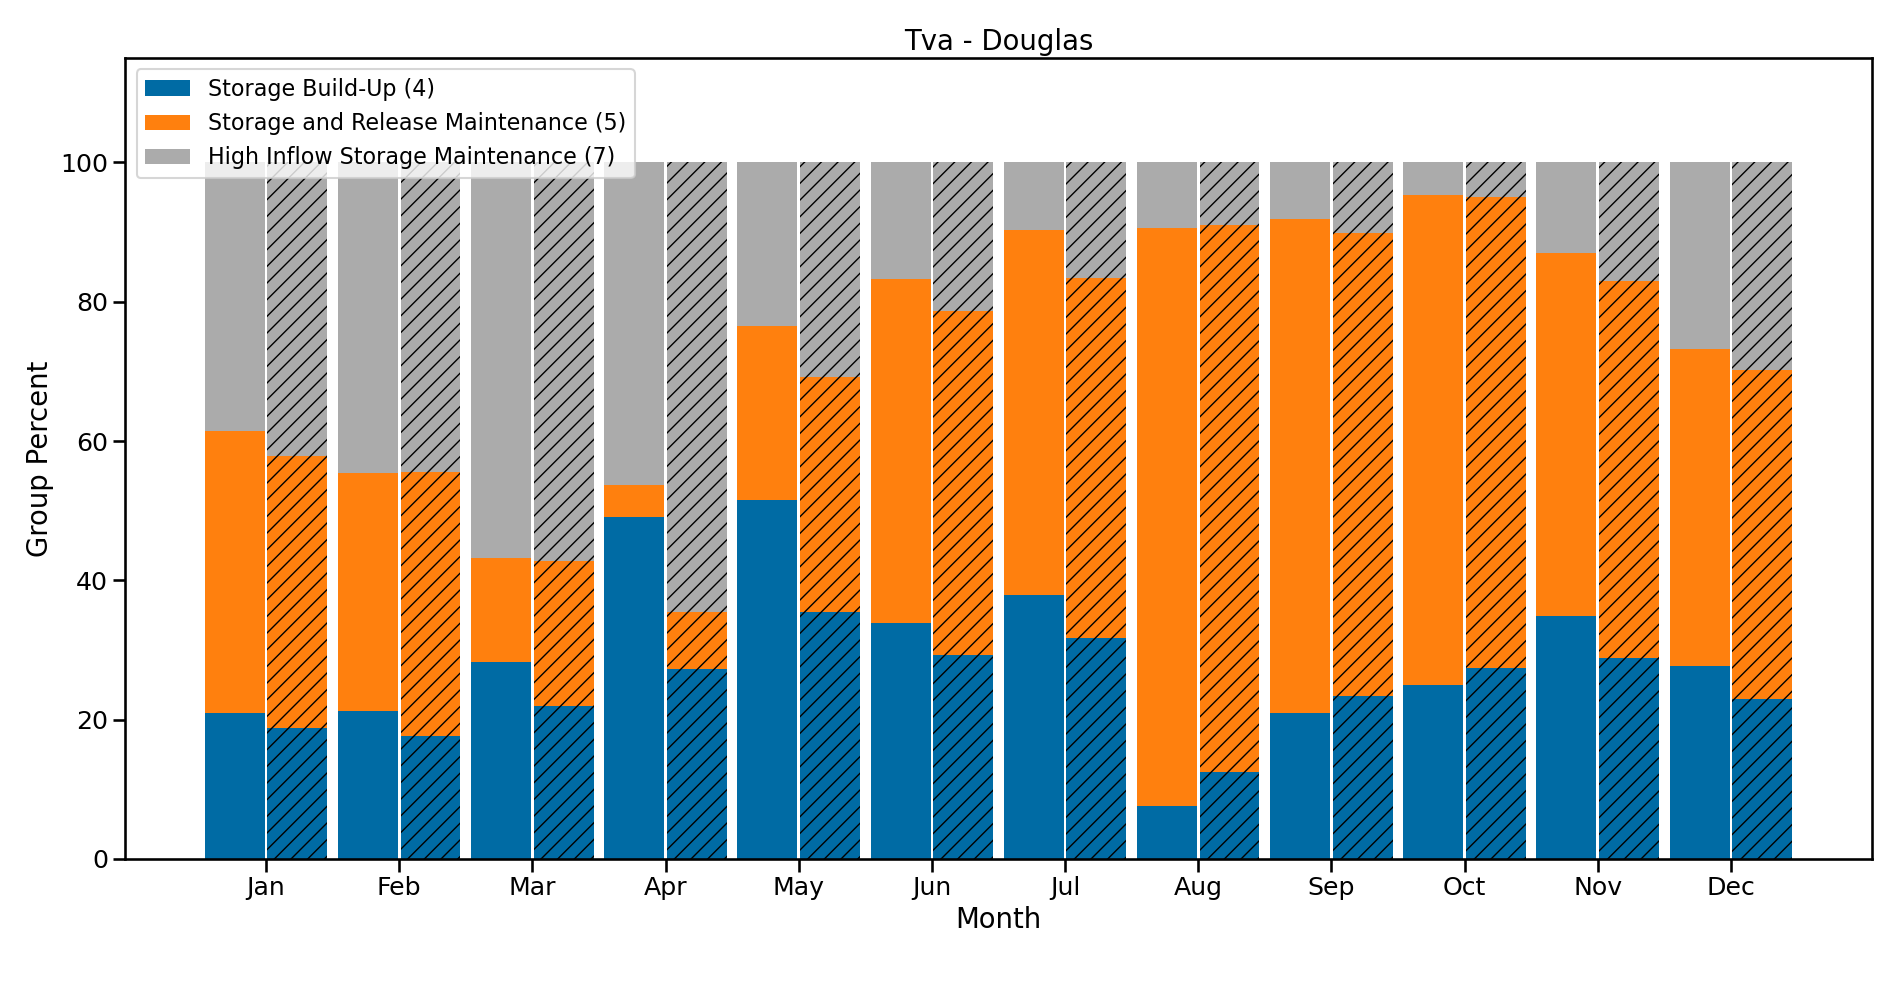 Tva - Douglas
Storage Build-Up (4)
Storage and Release Maintenance (5)
High Inflow Storage Maintenance (7)
100
80
60
40
20
0
Group Percent
Jan Feb Mar Apr May Jun Jul Aug Sep Oct Nov Dec
Month